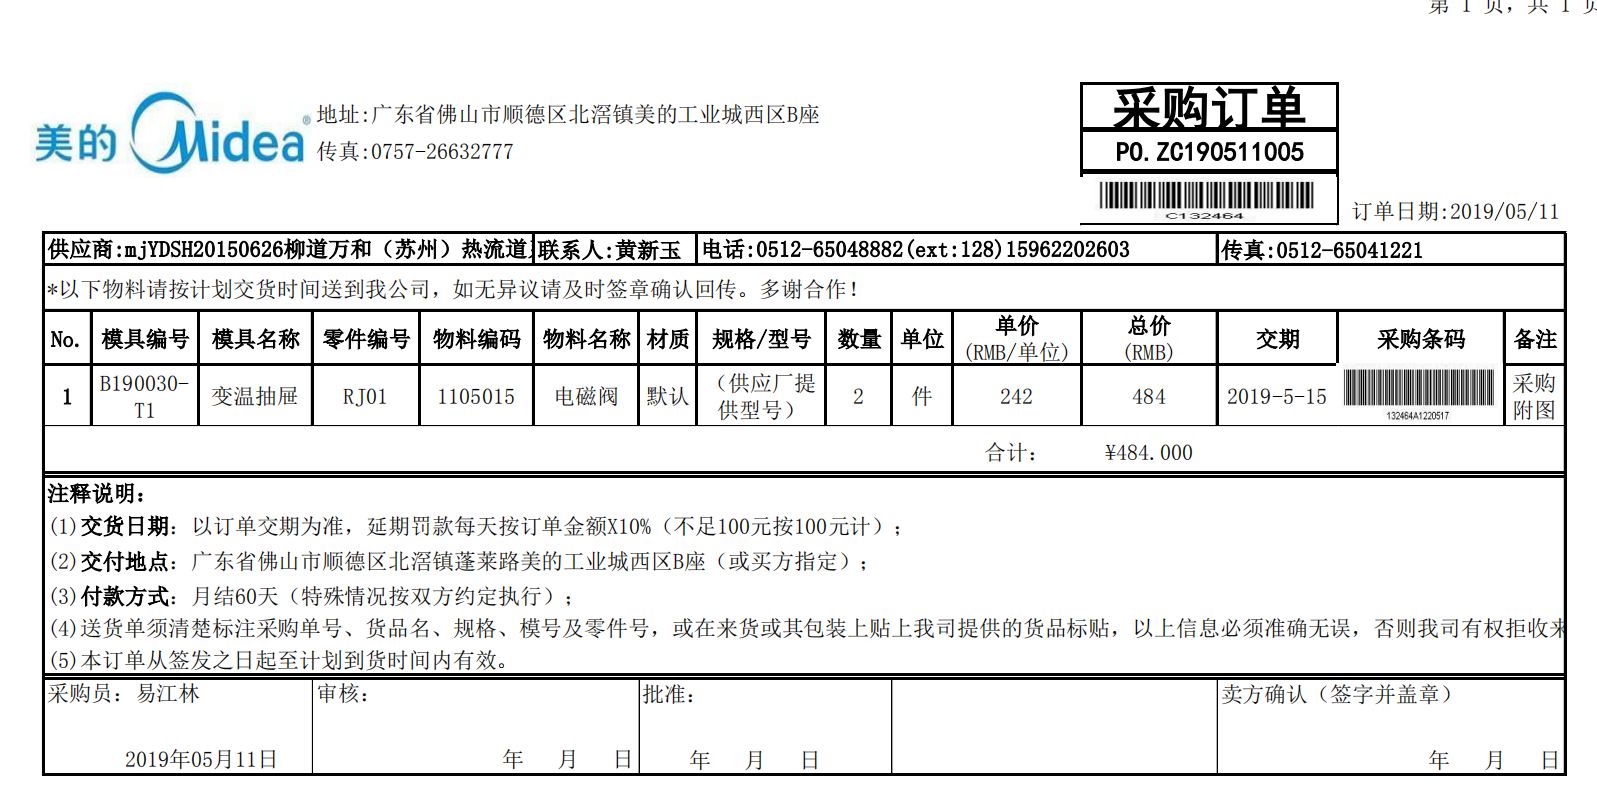 第 1 页，共 1 页
美的 Midea®
地址:广东省佛山市顺德区北滘镇美的工业城西区B座
传真:0757-26632777
采购订单
PO.ZC190511005
C132464
订单日期:2019/05/11
供应商:mjYDSH20150626柳道万和（苏州）热流道 联系人:黄新玉 电话:0512-65048882(ext:128)15962202603 传真:0512-65041221
*以下物料请按计划交货时间送到我公司，如无异议请及时签章确认回传。多谢合作！
No. 模具编号 模具名称 零件编号 物料编码 物料名称 材质 规格/型号 数量 单位 单价 (RMB/单位) 总价 (RMB) 交期 采购条码 备注
1 B190030-T1 变温抽屉 RJ01 1105015 电磁阀 默认 （供应厂提供型号） 2 件 242 484 2019-5-15 132464A1220517 采购附图
合计： ¥484.000
注释说明：
(1)交货日期：以订单交期为准，延期罚款每天按订单金额X10%（不足100元按100元计）；
(2)交付地点：广东省佛山市顺德区北滘镇蓬莱路美的工业城西区B座（或买方指定）；
(3)付款方式：月结60天（特殊情况按双方约定执行）；
(4)送货单须清楚标注采购单号、货品名、规格、模号及零件号，或在来货或其包装上贴上我司提供的货品标贴，以上信息必须准确无误，否则我司有权拒收来
(5)本订单从签发之日起至计划到货时间内有效。
采购员：易江林 审核： 批准： 卖方确认（签字并盖章）
2019年05月11日 年 月 日 年 月 日 年 月 日